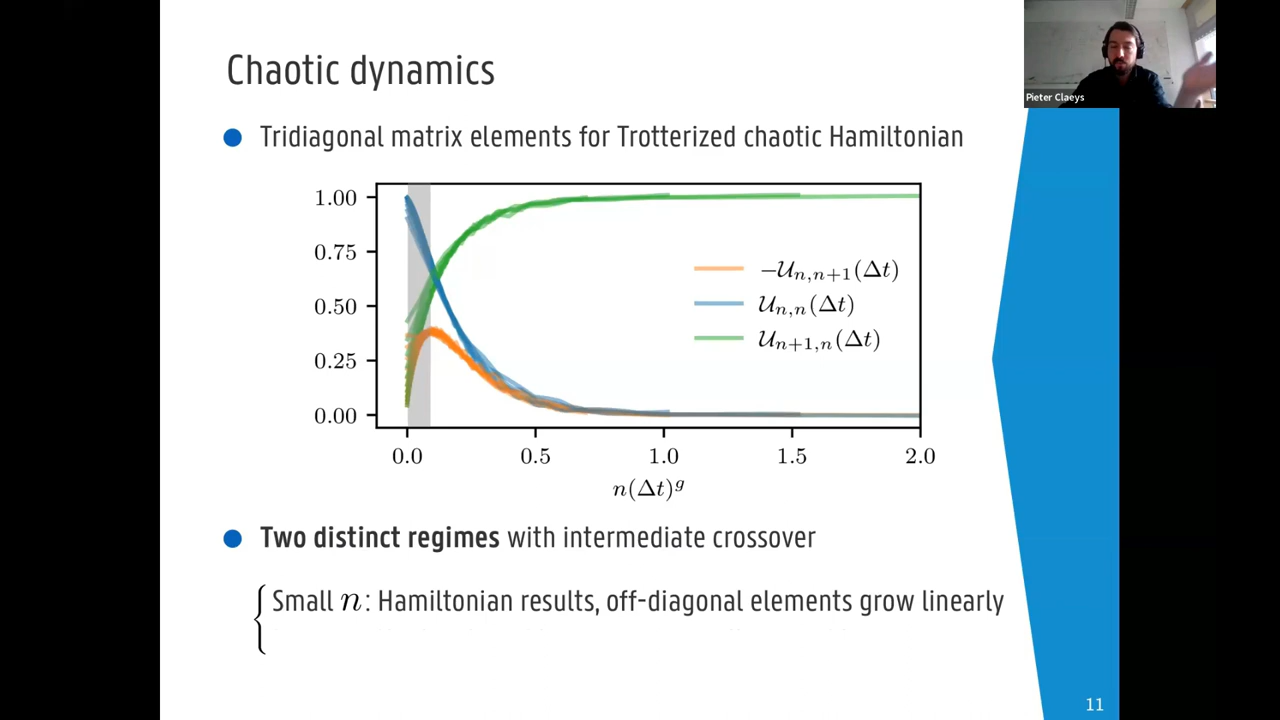 Chaotic dynamics
Pieter Claeys
Tridiagonal matrix elements for Trotterized chaotic Hamiltonian
1.00
0.75
0.50
0.25
0.00
−𝒰n,n+1(Δt)
𝒰n,n(Δt)
𝒰n+1,n(Δt)
0.0 0.5 1.0 1.5 2.0
n(Δt)^g
Two distinct regimes with intermediate crossover
Small n: Hamiltonian results, off-diagonal elements grow linearly
11